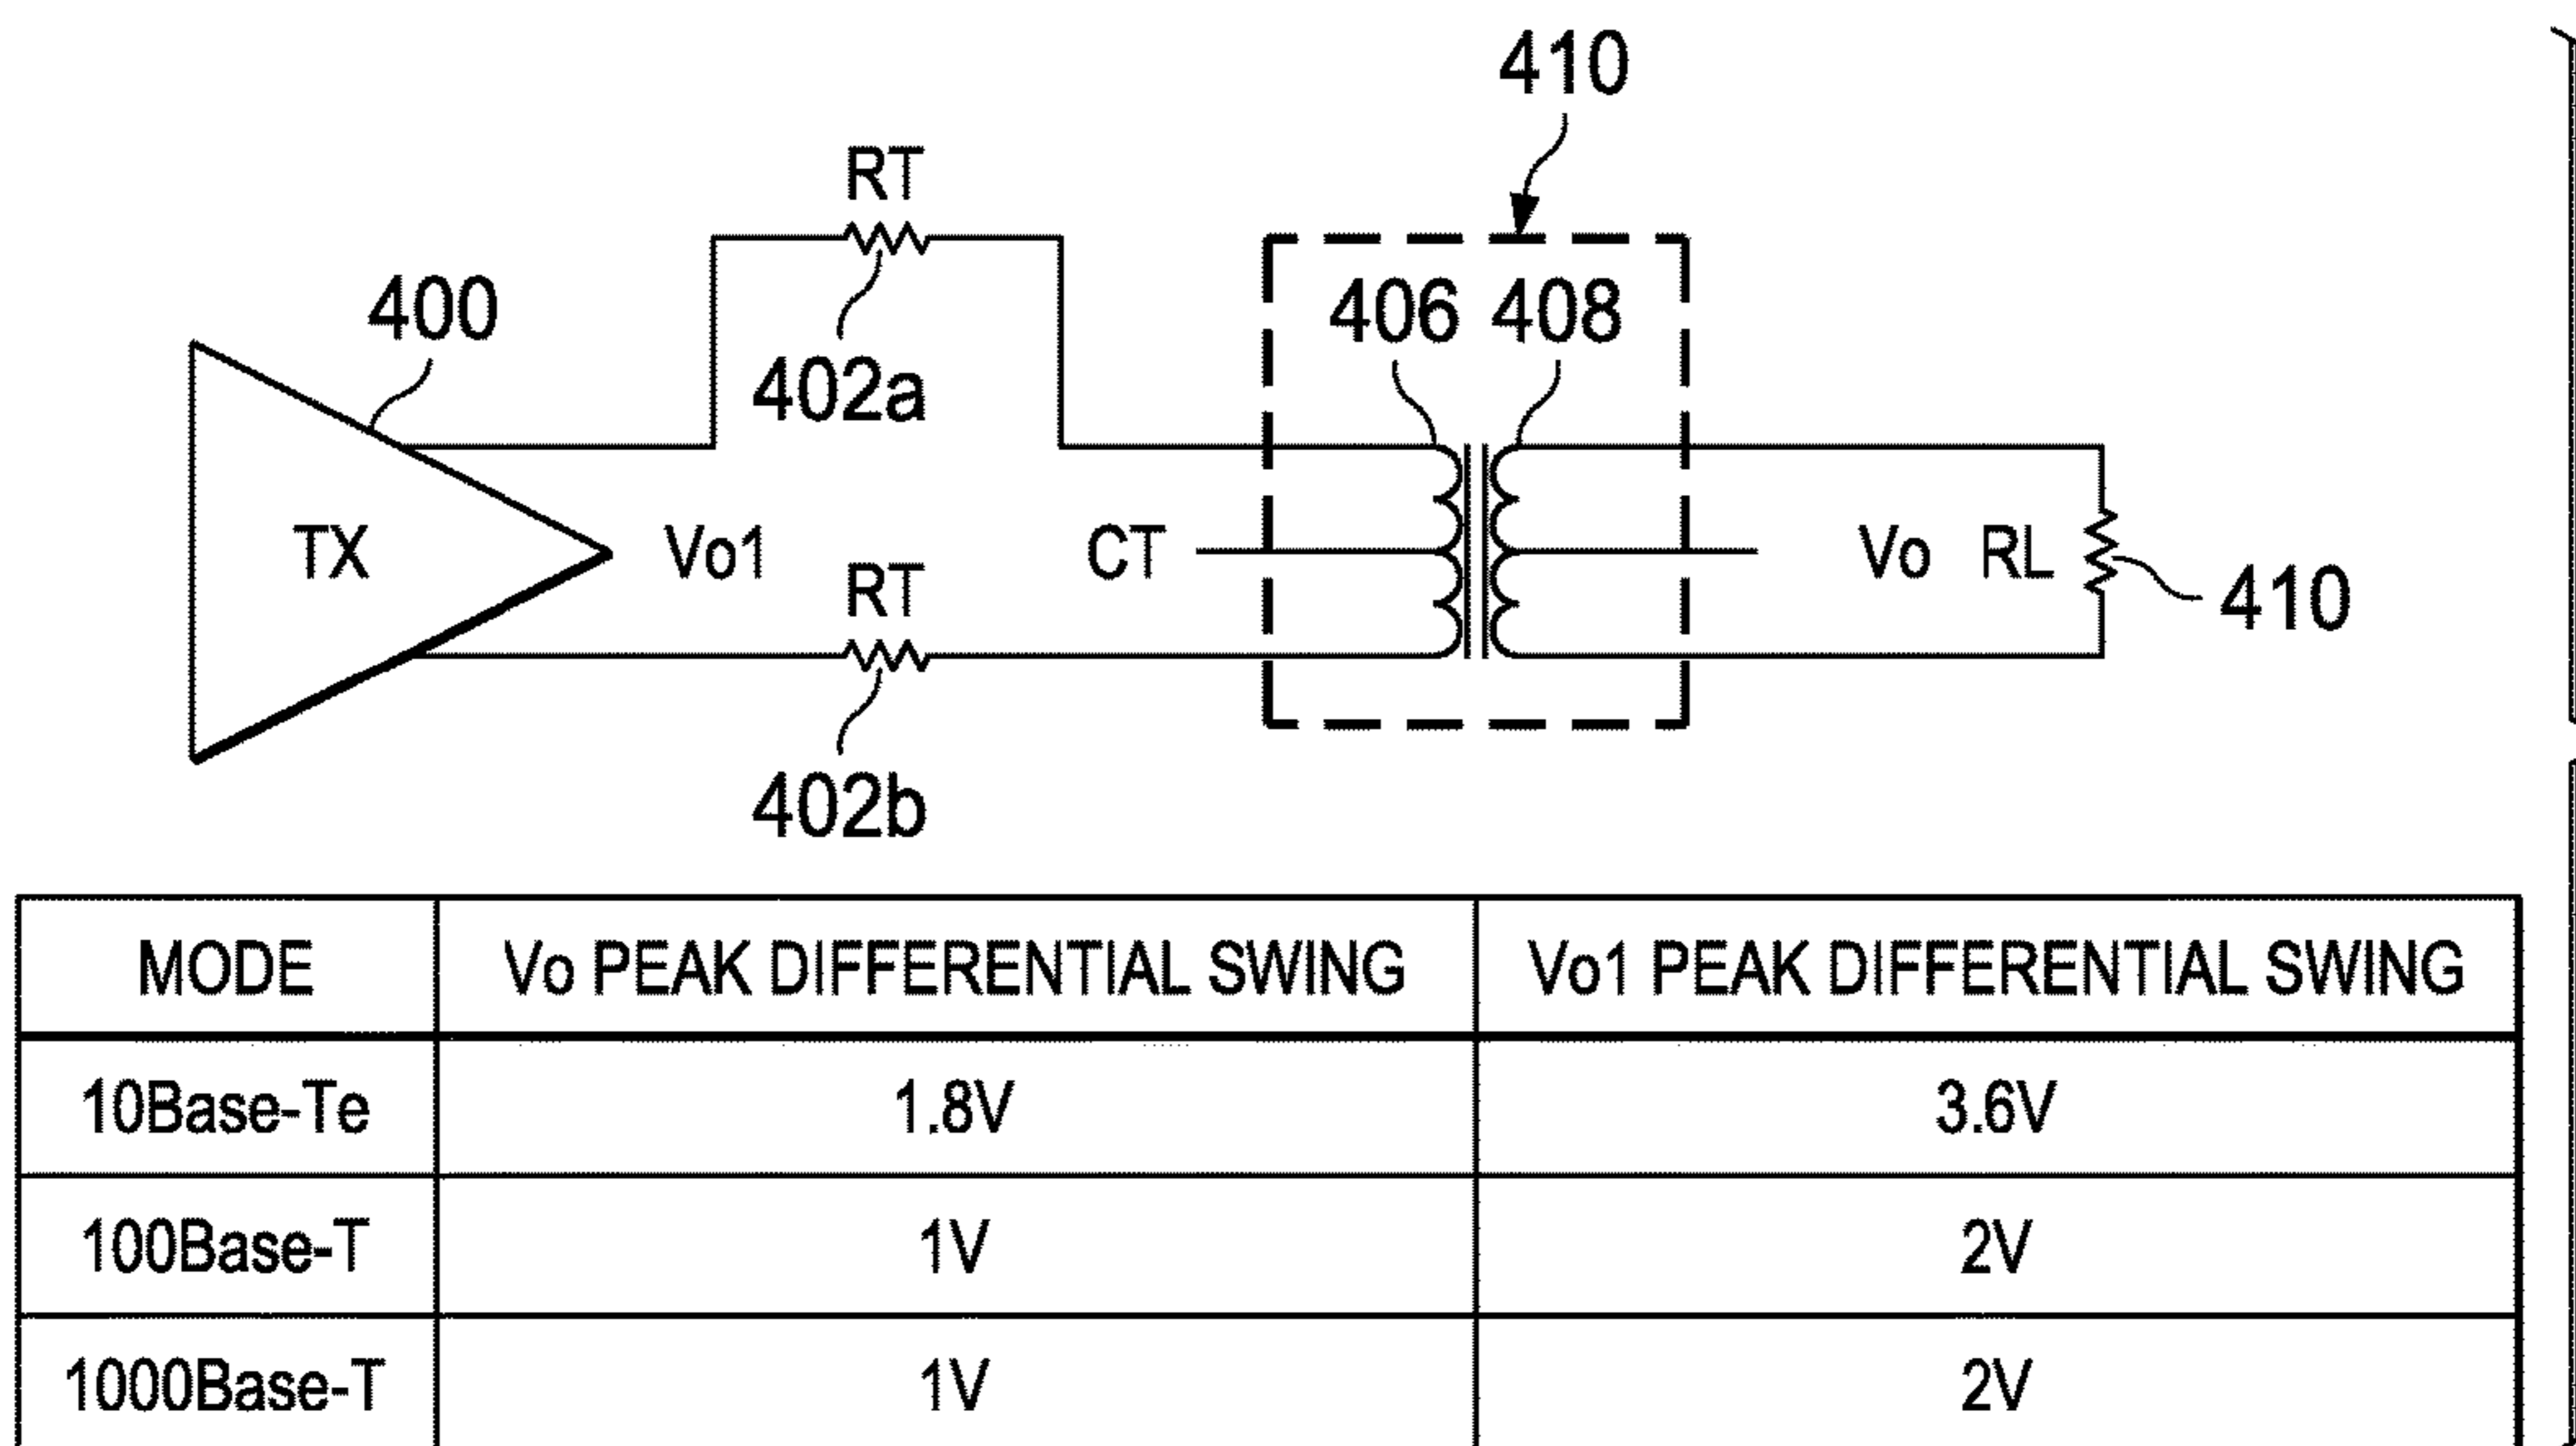 410
RT
400
402a
406 408
TX
Vo1
CT
Vo RL
410
RT
402b
MODE Vo PEAK DIFFERENTIAL SWING Vo1 PEAK DIFFERENTIAL SWING
10Base-Te 1.8V 3.6V
100Base-T 1V 2V
1000Base-T 1V 2V